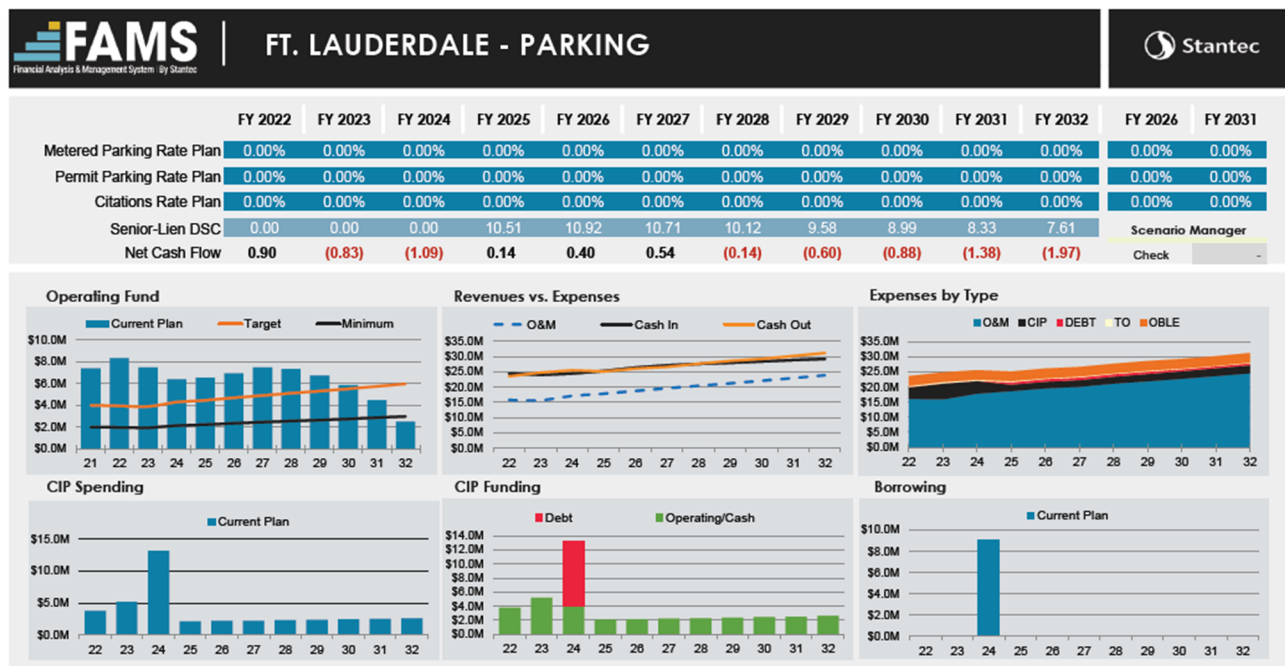 FAMS
Financial Analysis & Management System | By Stantec
FT. LAUDERDALE - PARKING
Stantec
FY 2022 FY 2023 FY 2024 FY 2025 FY 2026 FY 2027 FY 2028 FY 2029 FY 2030 FY 2031 FY 2032 FY 2026 FY 2031
Metered Parking Rate Plan 0.00% 0.00% 0.00% 0.00% 0.00% 0.00% 0.00% 0.00% 0.00% 0.00% 0.00% 0.00% 0.00%
Permit Parking Rate Plan 0.00% 0.00% 0.00% 0.00% 0.00% 0.00% 0.00% 0.00% 0.00% 0.00% 0.00% 0.00% 0.00%
Citations Rate Plan 0.00% 0.00% 0.00% 0.00% 0.00% 0.00% 0.00% 0.00% 0.00% 0.00% 0.00% 0.00% 0.00%
Senior-Lien DSC 0.00 0.00 0.00 10.51 10.92 10.71 10.12 9.58 8.99 8.33 7.61 Scenario Manager
Net Cash Flow 0.90 (0.83) (1.09) 0.14 0.40 0.54 (0.14) (0.60) (0.88) (1.38) (1.97) Check -
Operating Fund
Current Plan Target Minimum
$10.0M
$8.0M
$6.0M
$4.0M
$2.0M
$0.0M
21 22 23 24 25 26 27 28 29 30 31 32
Revenues vs. Expenses
O&M Cash In Cash Out
$35.0M
$30.0M
$25.0M
$20.0M
$15.0M
$10.0M
$5.0M
$0.0M
22 23 24 25 26 27 28 29 30 31 32
Expenses by Type
O&M CIP DEBT TO OBLE
$35.0M
$30.0M
$25.0M
$20.0M
$15.0M
$10.0M
$5.0M
$0.0M
22 23 24 25 26 27 28 29 30 31 32
CIP Spending
Current Plan
$15.0M
$10.0M
$5.0M
$0.0M
22 23 24 25 26 27 28 29 30 31 32
CIP Funding
Debt Operating/Cash
$14.0M
$12.0M
$10.0M
$8.0M
$6.0M
$4.0M
$2.0M
$0.0M
22 23 24 25 26 27 28 29 30 31 32
Borrowing
Current Plan
$10.0M
$8.0M
$6.0M
$4.0M
$2.0M
$0.0M
22 23 24 25 26 27 28 29 30 31 32